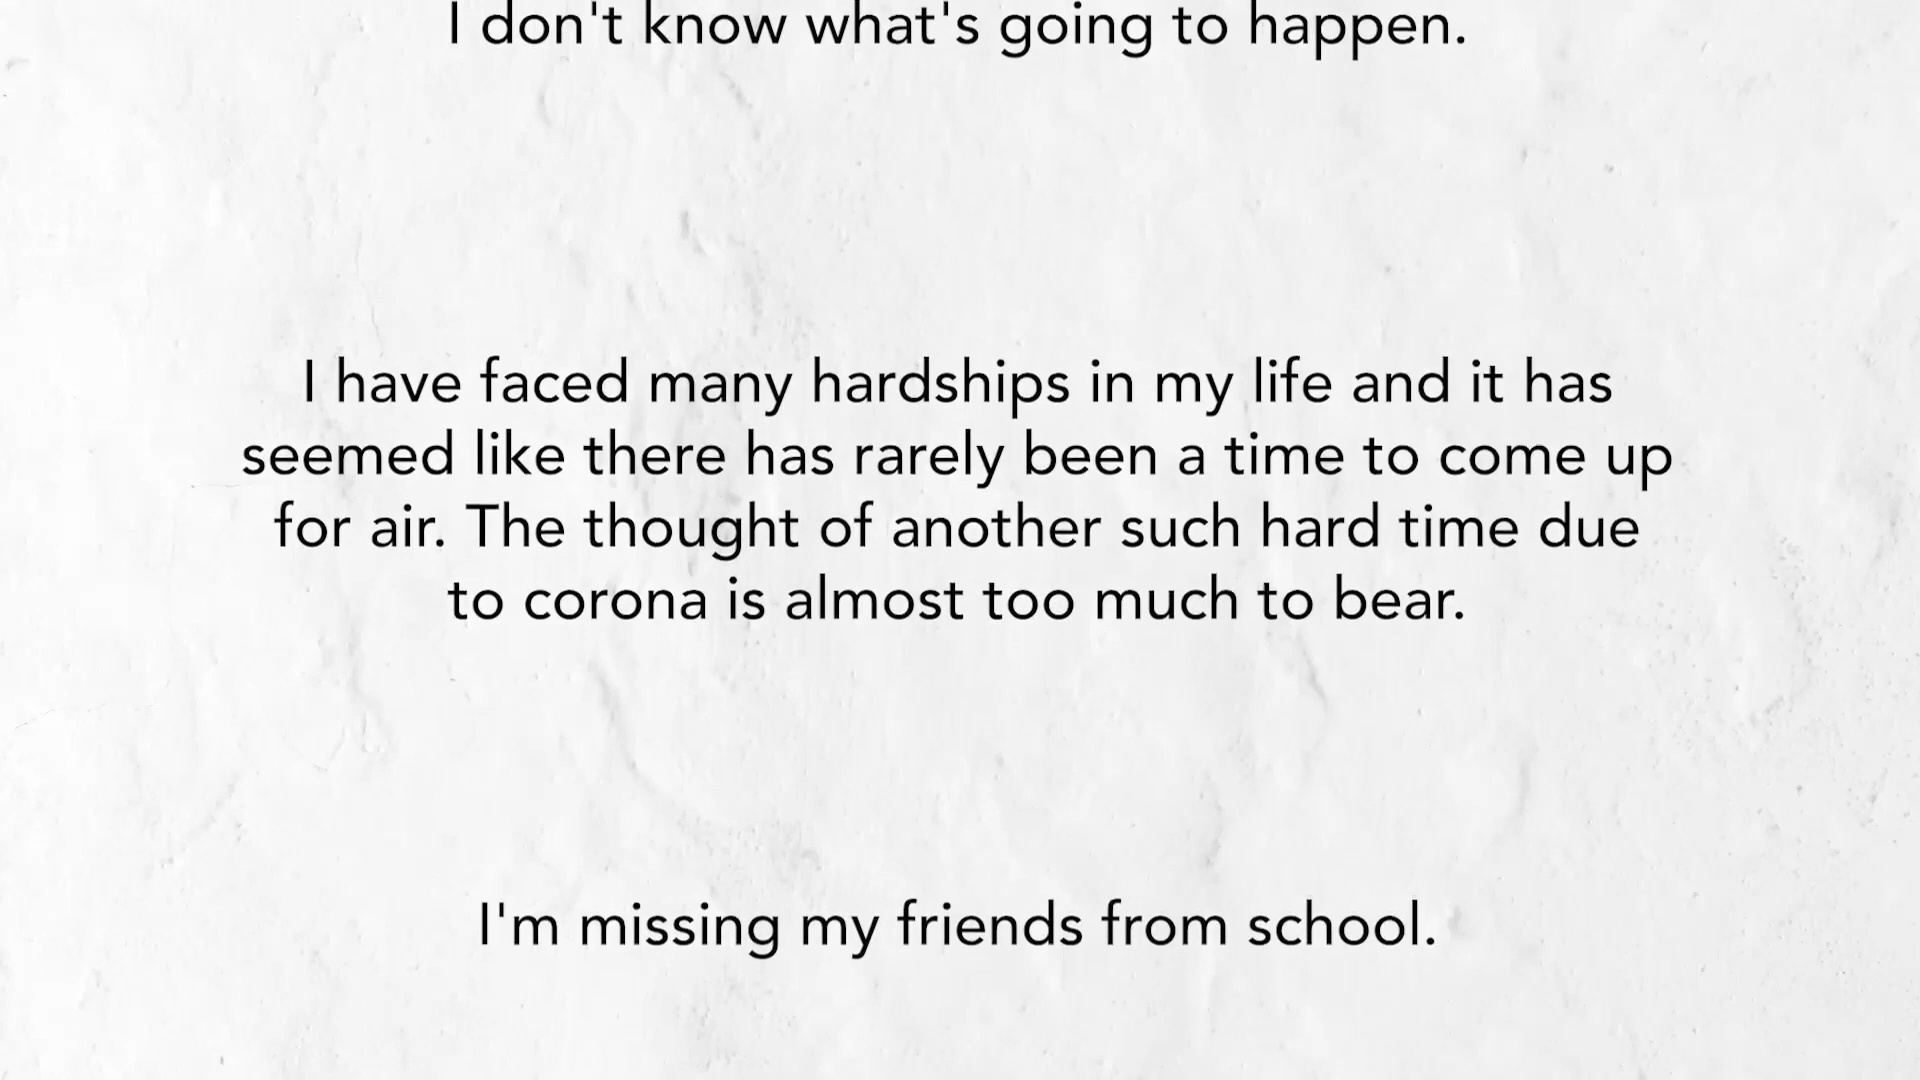 I don't know what's going to happen.
I have faced many hardships in my life and it has
seemed like there has rarely been a time to come up
for air. The thought of another such hard time due
to corona is almost too much to bear.
I'm missing my friends from school.